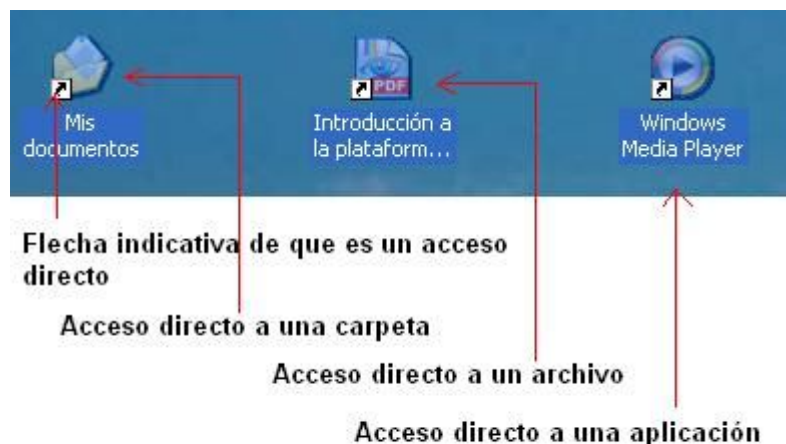 PDF
Mis
documentos
Introducción a
la plataform...
Windows
Media Player
Flecha indicativa de que es un acceso
directo
Acceso directo a una carpeta
Acceso directo a un archivo
Acceso directo a una aplicación